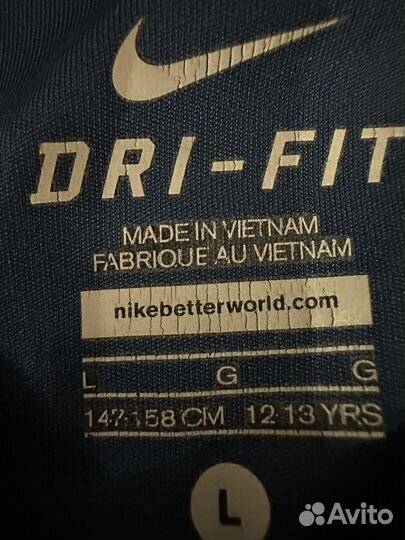 DRI-FIT
MADE IN VIETNAM
FABRIQUE AU VIETNAM
nikebetterworld.com
L G G
147-158 CM 12-13 YRS
L
Avito